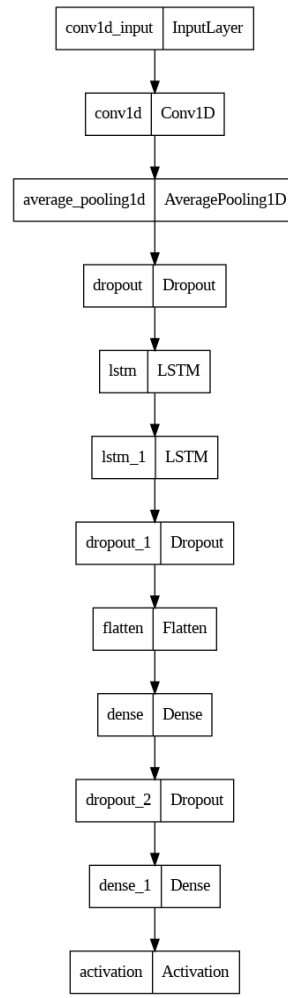 conv1d_input InputLayer
conv1d Conv1D
average_pooling1d AveragePooling1D
dropout Dropout
lstm LSTM
lstm_1 LSTM
dropout_1 Dropout
flatten Flatten
dense Dense
dropout_2 Dropout
dense_1 Dense
activation Activation